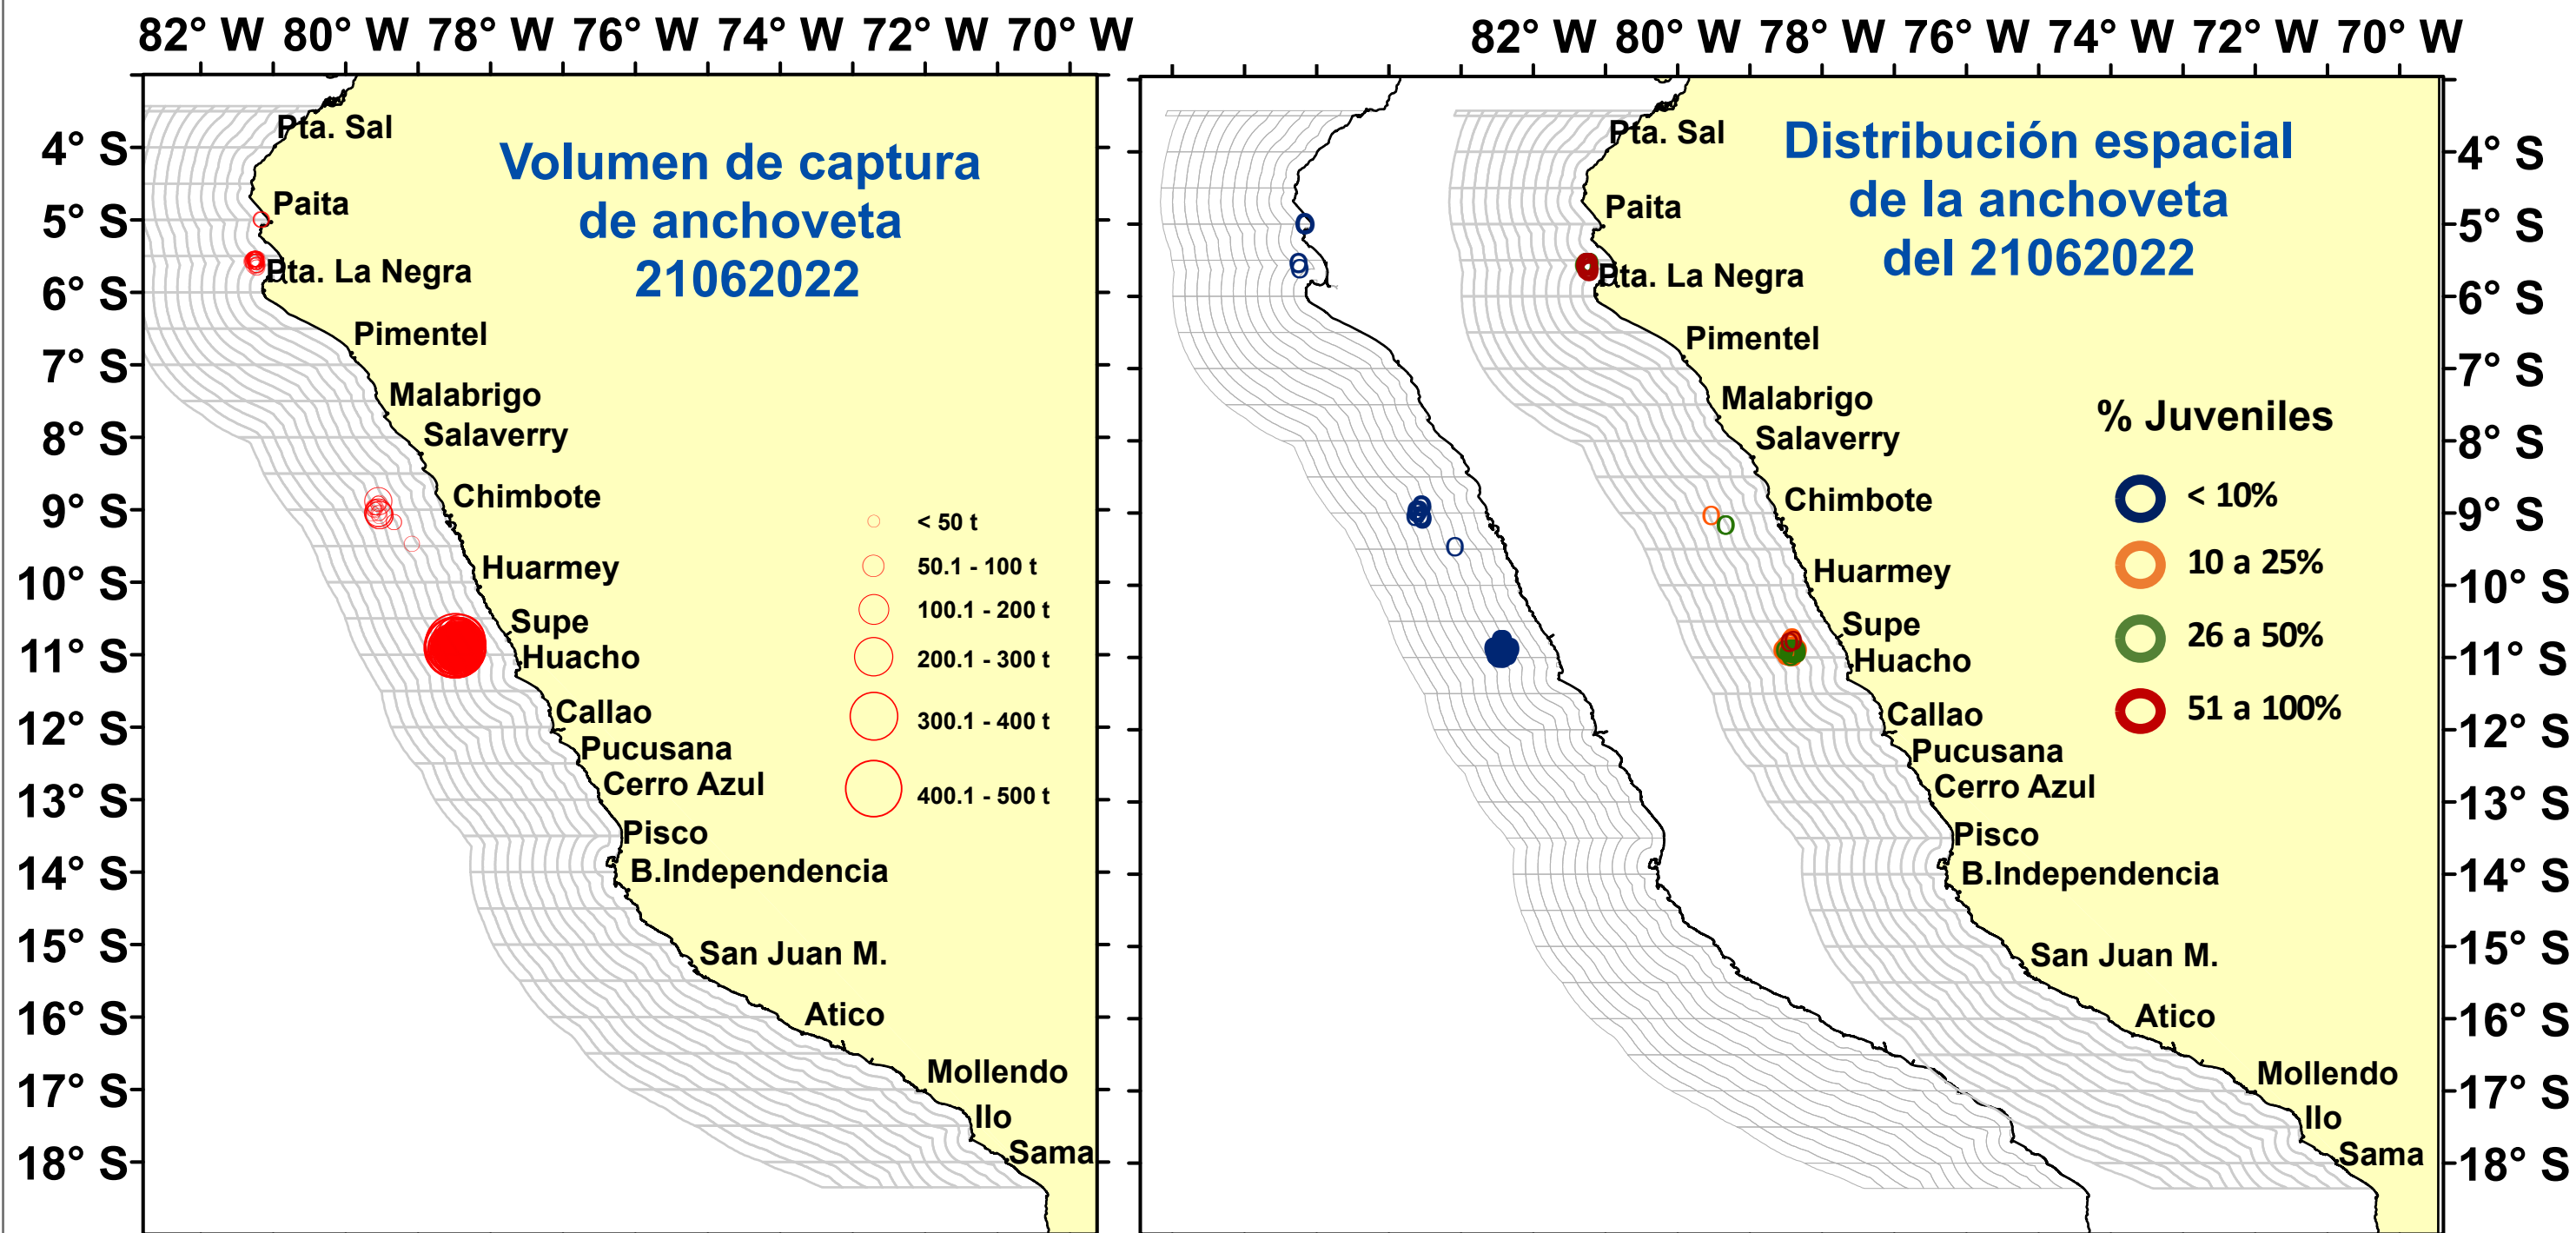 82° W 80° W 78° W 76° W 74° W 72° W 70° W
Volumen de captura
de anchoveta
21062022
4° S
5° S
6° S
7° S
8° S
9° S
10° S
11° S
12° S
13° S
14° S
15° S
16° S
17° S
18° S
Pta. Sal
Paita
Pta. La Negra
Pimentel
Malabrigo
Salaverry
Chimbote
Huarmey
Supe
Huacho
Callao
Pucusana
Cerro Azul
Pisco
B.Independencia
San Juan M.
Atico
Mollendo
Ilo
Sama
< 50 t
50.1 - 100 t
100.1 - 200 t
200.1 - 300 t
300.1 - 400 t
400.1 - 500 t
82° W 80° W 78° W 76° W 74° W 72° W 70° W
Distribución espacial
de la anchoveta
del 21062022
Pta. Sal
Paita
Pta. La Negra
Pimentel
Malabrigo
Salaverry
Chimbote
Huarmey
Supe
Huacho
Callao
Pucusana
Cerro Azul
Pisco
B.Independencia
San Juan M.
Atico
Mollendo
Ilo
Sama
% Juveniles
< 10%
10 a 25%
26 a 50%
51 a 100%
4° S
5° S
6° S
7° S
8° S
9° S
10° S
11° S
12° S
13° S
14° S
15° S
16° S
17° S
18° S